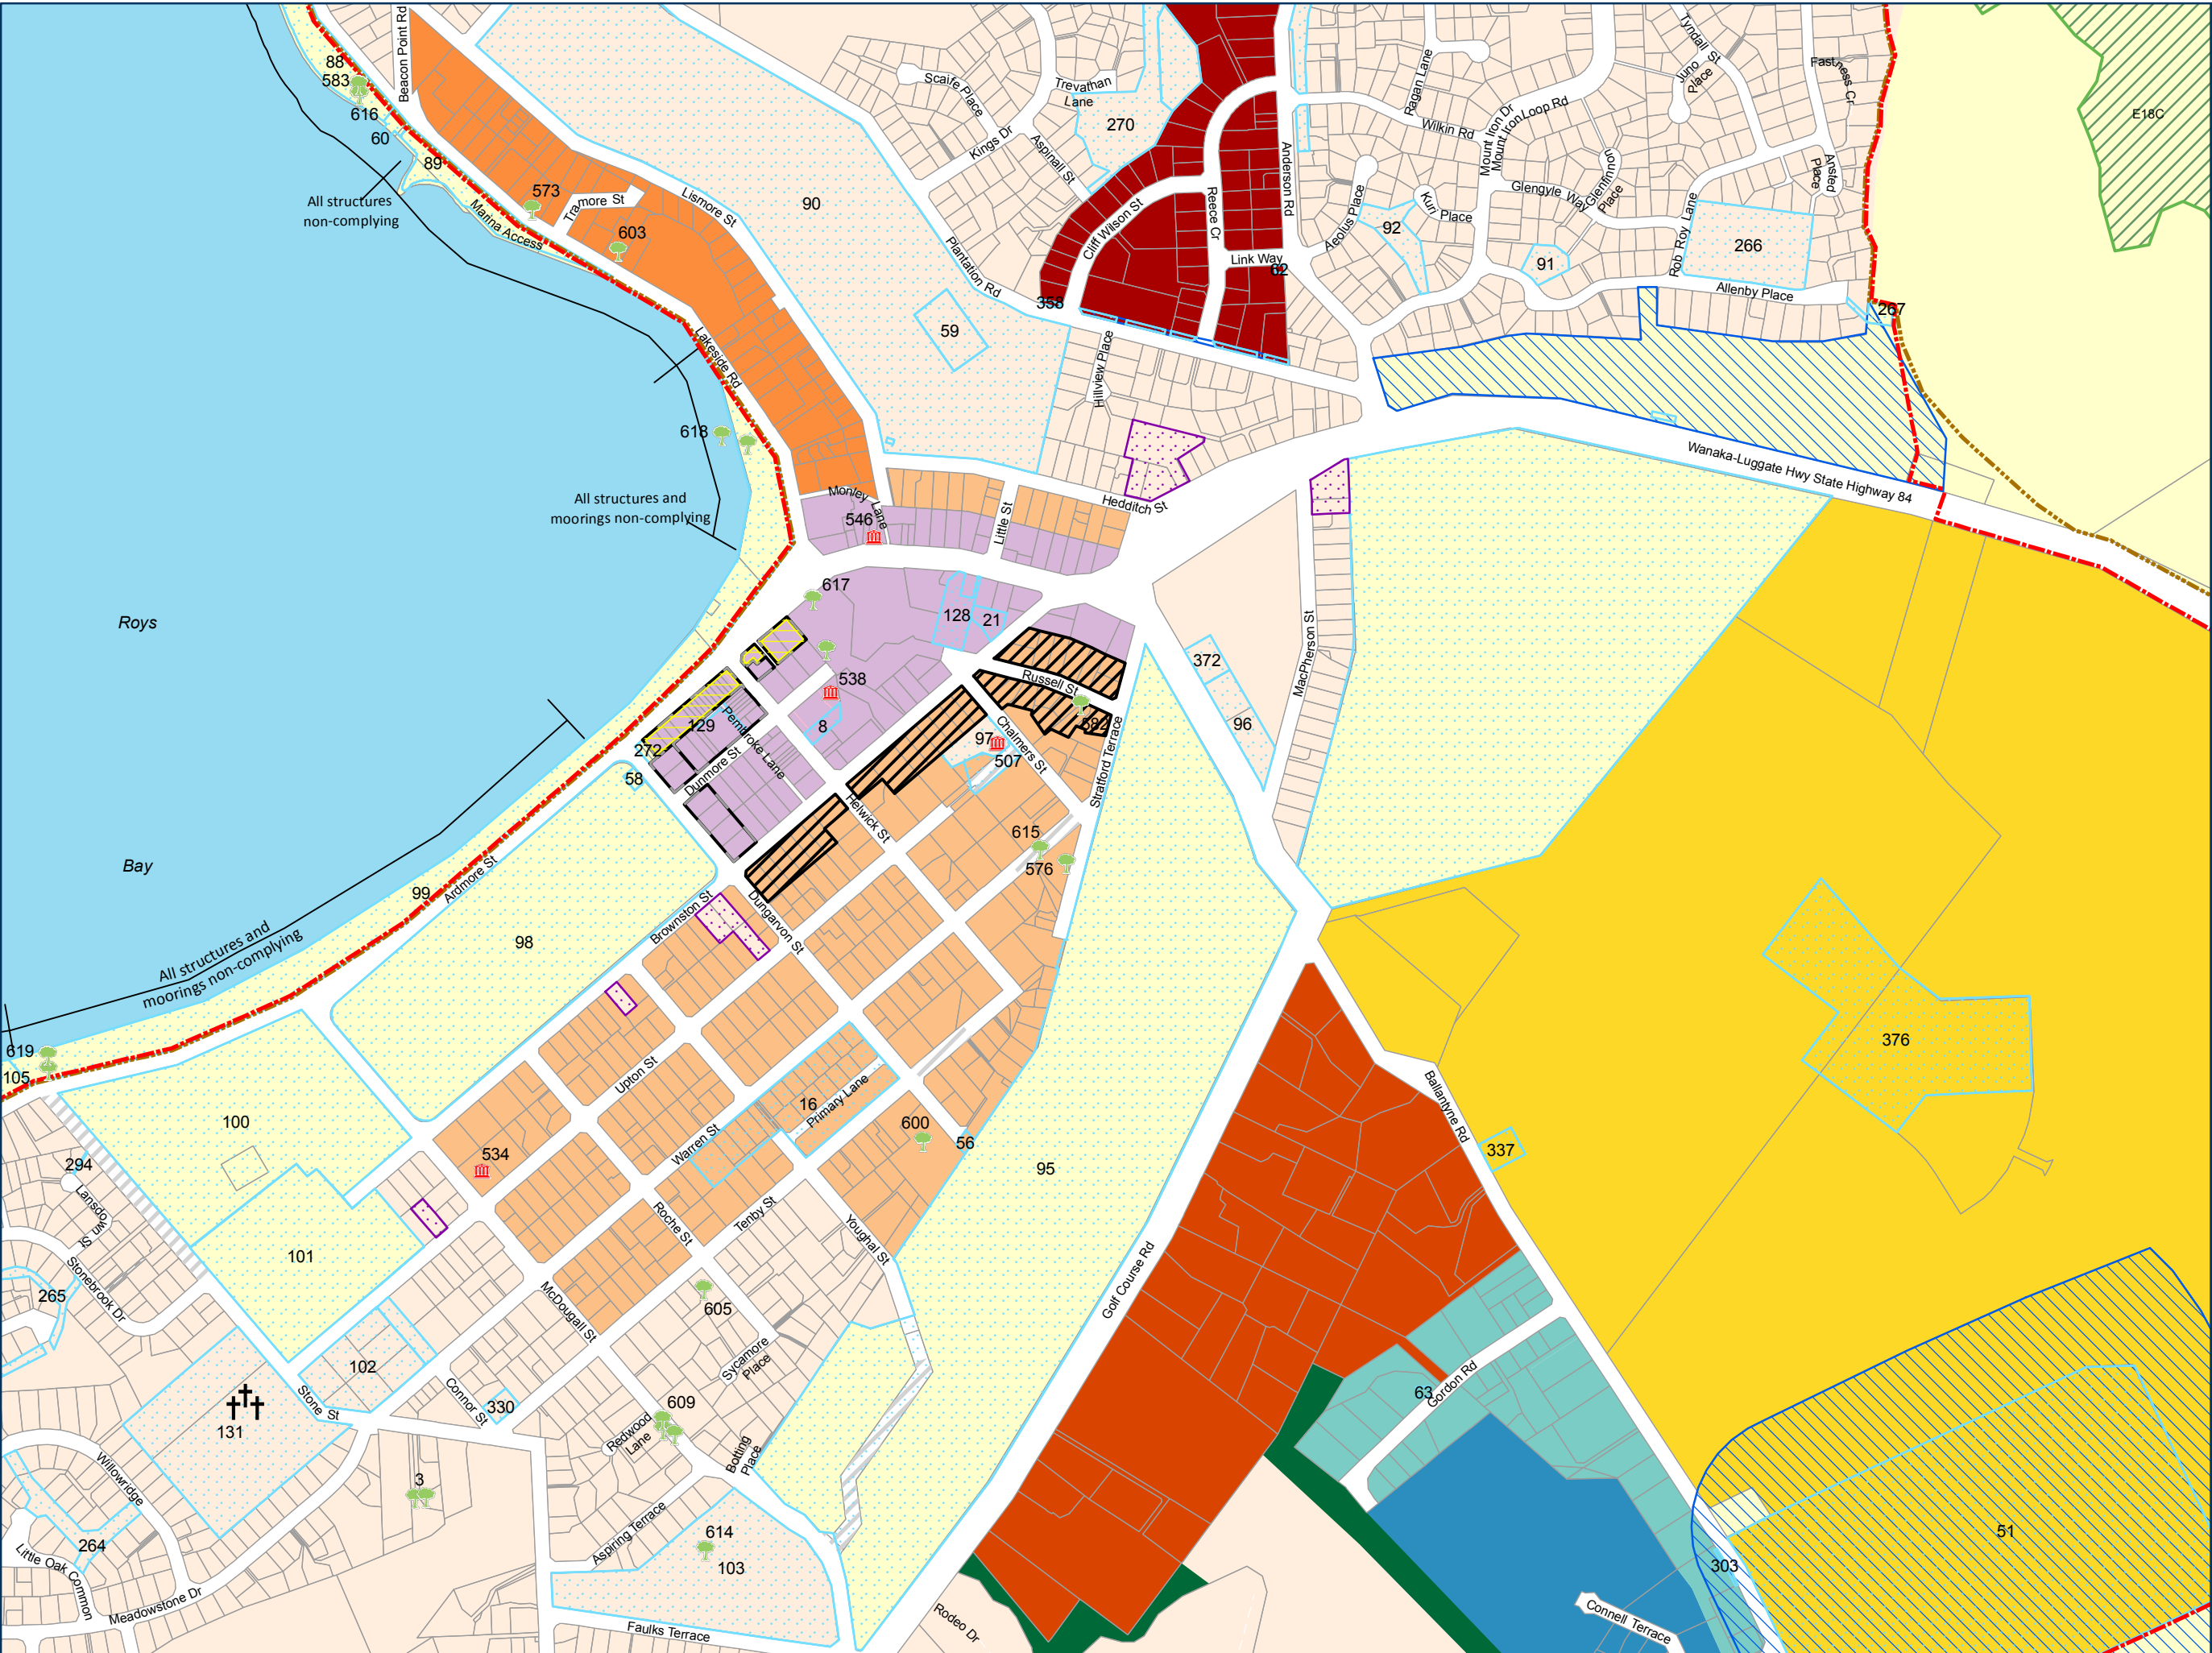 Beacon Point Rd
88
583
616
60
89
All structures
non-complying
Marina Access
573
Tramore St
603
Lismore St
90
Scaife Place
Trevathan
Lane
270
Kings Dr
Aspinall St
Plantation Rd
59
358
Cliff Wilson St
Reece Cr
Anderson Rd
Link Way
62
Ragan Lane
Wilkin Rd
Mount Iron Dr
Mount Iron Loop Rd
Tyndall St
Juno
Place
Fastness Cr
E18C
Aeolus Place
Kuri Place
92
Glengyle Way
Glenfinnon
Place
91
Rob Roy Lane
266
Ansted
Place
Allenby Place
267
Lakeside Rd
Hillview Place
618
All structures and
moorings non-complying
Monley Lane
546
Little St
Hedditch St
Wanaka-Luggate Hwy State Highway 84
Roys
Bay
617
128
21
538
8
129
Pembroke Lane
Dunmore St
272
58
Russell St
582
97
507
Chalmers St
Stratford Terrace
372
96
MacPherson St
Helwick St
615
576
Ardmore St
99
98
Brownston St
Dungarvon St
All structures and
moorings non-complying
619
105
100
294
Lansdown St
101
265
Stonebrook Dr
534
Upton St
Warren St
16
Primary Lane
600
56
95
376
337
Ballantyne Rd
Roche St
Tenby St
Youghal St
McDougall St
605
Sycamore
Place
Golf Course Rd
102
131
Stone St
Connor St
330
609
Redwood
Lane
Botting
Place
63
Gordon Rd
Willowridge
3
264
Little Oak Common
Meadowstone Dr
Aspiring Terrace
614
103
Faulks Terrace
Rodeo Dr
51
303
Connell Terrace